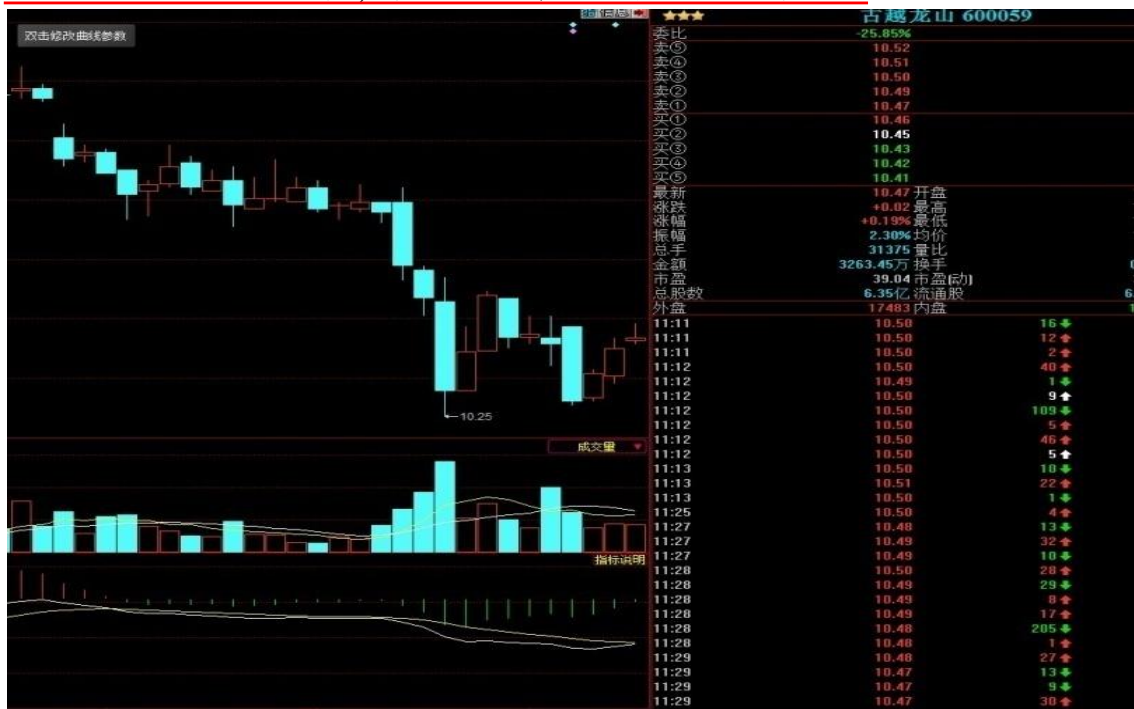 双击修改曲线参数
★★★ 古越龙山 600059
委比 -25.85%
卖⑤ 10.52
卖④ 10.51
卖③ 10.50
卖② 10.49
卖① 10.47
买① 10.46
买② 10.45
买③ 10.43
买④ 10.42
买⑤ 10.41
最新 10.47 开盘
涨跌 +0.02 最高
涨幅 +0.19% 最低
振幅 2.30% 均价
总手 31375 量比
金额 3263.45万 换手
市盈 39.04 市盈(动)
总股数 6.35亿 流通股
外盘 17483 内盘
←10.25
成交量
指标说明
11:11 10.50 16
11:11 10.50 12
11:11 10.50 2
11:12 10.50 40
11:12 10.49 1
11:12 10.50 9
11:12 10.50 109
11:12 10.50 5
11:12 10.50 46
11:12 10.50 5
11:13 10.50 10
11:13 10.51 22
11:13 10.50 1
11:25 10.50 4
11:27 10.48 13
11:27 10.49 32
11:27 10.49 10
11:28 10.50 28
11:28 10.49 29
11:28 10.49 8
11:28 10.49 17
11:28 10.48 205
11:28 10.48 1
11:29 10.48 27
11:29 10.47 13
11:29 10.47 9
11:29 10.47 30